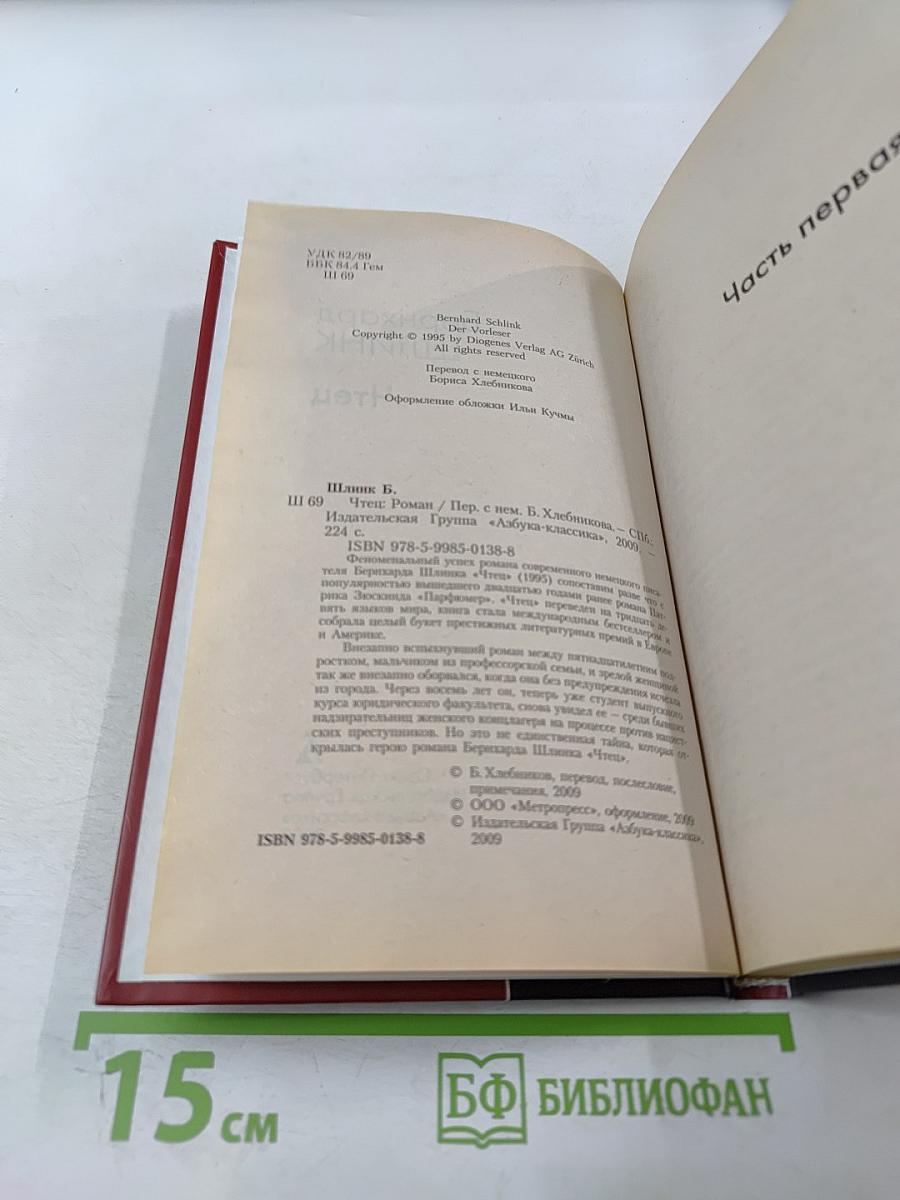 УДК 82/89
ББК 84.4 Гем
Ш 69
Bernhard Schlink
Der Vorleser
Copyright © 1995 by Diogenes Verlag AG Zürich
All rights reserved
Перевод с немецкого
Бориса Хлебникова
Оформление обложки Ильи Кучмы
Шлинк Б.
Ш 69 Чтец: Роман / Пер. с нем. Б. Хлебникова. — СПб.:
Издательская Группа «Азбука-классика», 2009. —
224 с.
ISBN 978-5-9985-0138-8
Феноменальный успех романа современного немецкого писа-
теля Бернхарда Шлинка «Чтец» (1995) сопоставим разве что с
популярностью вышедшего двадцатью годами ранее романа Пат-
рика Зюскинда «Парфюмер». «Чтец» переведен на тридцать де-
вять языков мира, книга стала международным бестселлером и
собрала целый букет престижных литературных премий в Европе
и Америке.
Внезапно вспыхнувший роман между пятнадцатилетним под-
ростком, мальчиком из профессорской семьи, и зрелой женщиной
так же внезапно оборвался, когда она без предупреждения исчезла
из города. Через восемь лет он, теперь уже студент выпускного
курса юридического факультета, снова увидел ее — среди бывших
надзирательниц женского концлагеря на процессе против нацист-
ских преступников. Но это не единственная тайна, которая от-
крылась герою романа Бернхарда Шлинка «Чтец».
© Б. Хлебников, перевод, послесловие,
примечания, 2009
© ООО «Метропресс», оформление, 2009
© Издательская Группа «Азбука-классика»,
2009
ISBN 978-5-9985-0138-8
Часть первая
15 см
БФ БИБЛИОФАН